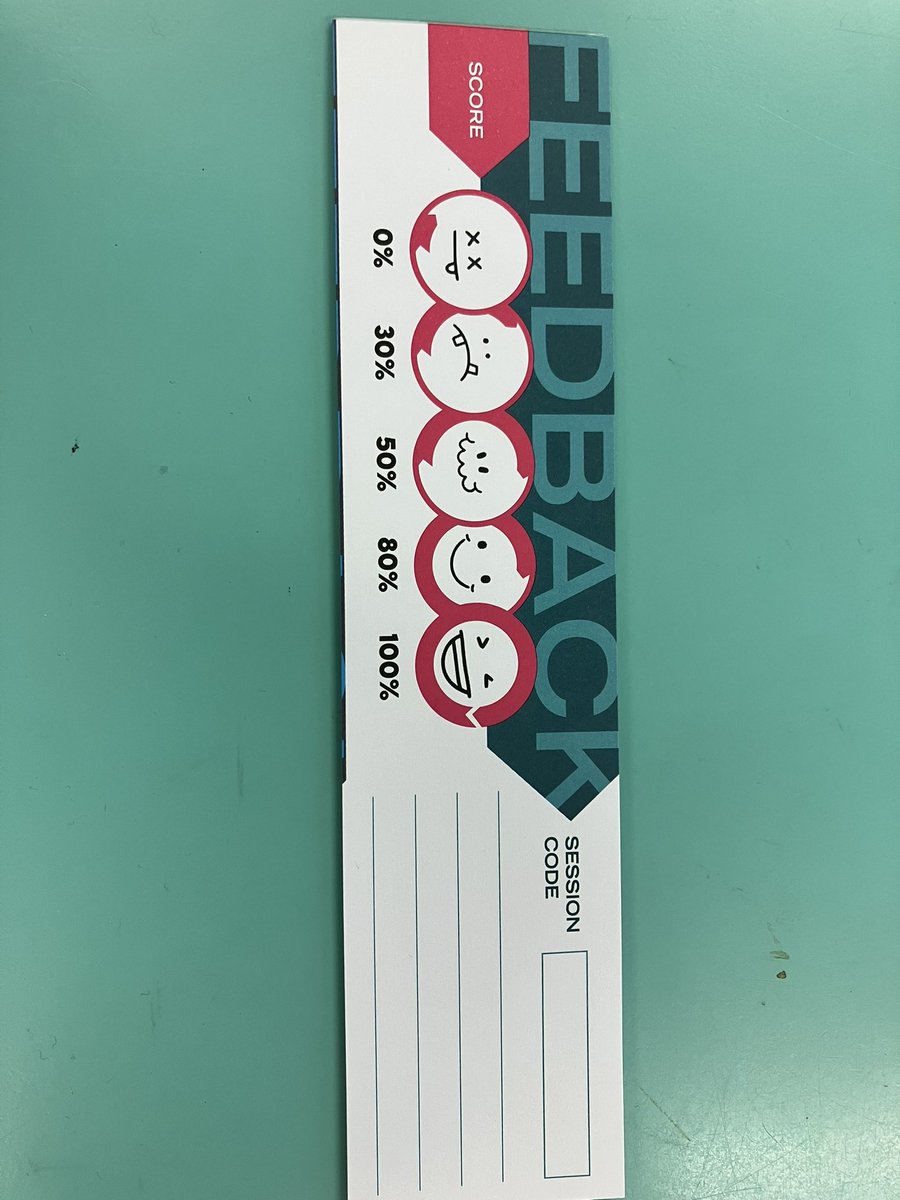 FEEDBACK
SCORE
0% 30% 50% 80% 100%
SESSION
CODE